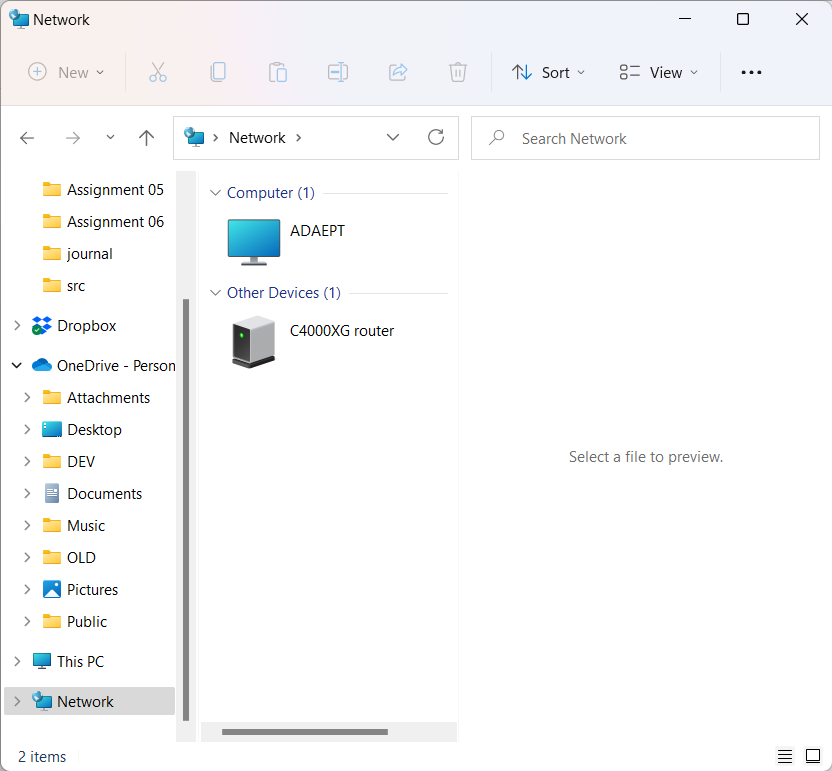 Network
New
Sort
View
Network
Search Network
Assignment 05
Assignment 06
journal
src
Dropbox
OneDrive - Person
Attachments
Desktop
DEV
Documents
Music
OLD
Pictures
Public
This PC
Network
Computer (1)
ADAEPT
Other Devices (1)
C4000XG router
Select a file to preview.
2 items